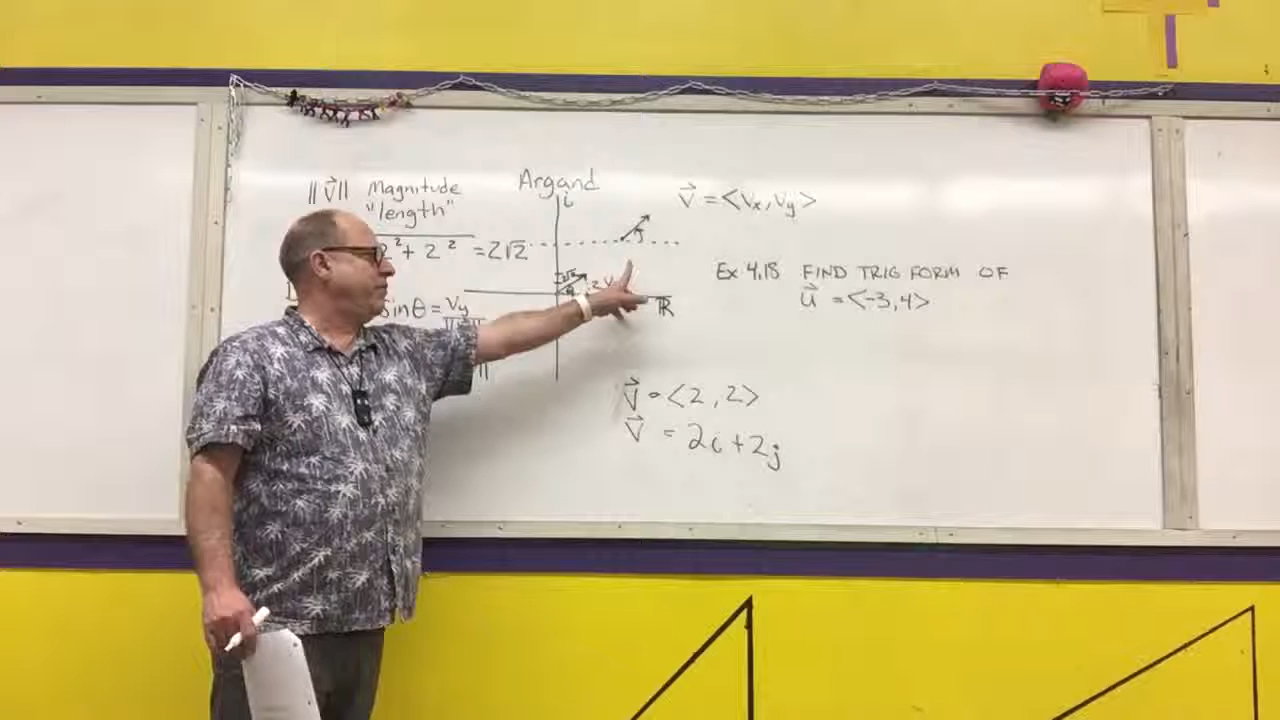 ||v⃗|| Magnitude
"length"
2² + 2² = 2√2
sinθ = Vy
Argand
i
ℝ
v⃗ = <Vx, Vy>
Ex 4.18 FIND TRIG FORM OF
u⃗ = <-3, 4>
v⃗ = <2, 2>
v⃗ = 2i + 2j